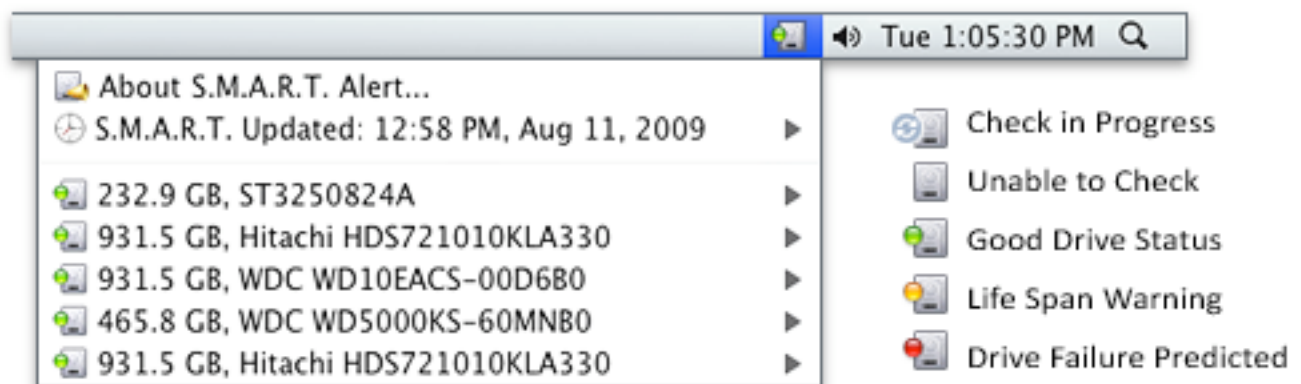 Tue 1:05:30 PM
About S.M.A.R.T. Alert...
S.M.A.R.T. Updated: 12:58 PM, Aug 11, 2009
232.9 GB, ST3250824A
931.5 GB, Hitachi HDS721010KLA330
931.5 GB, WDC WD10EACS-00D6B0
465.8 GB, WDC WD5000KS-60MNB0
931.5 GB, Hitachi HDS721010KLA330
Check in Progress
Unable to Check
Good Drive Status
Life Span Warning
Drive Failure Predicted